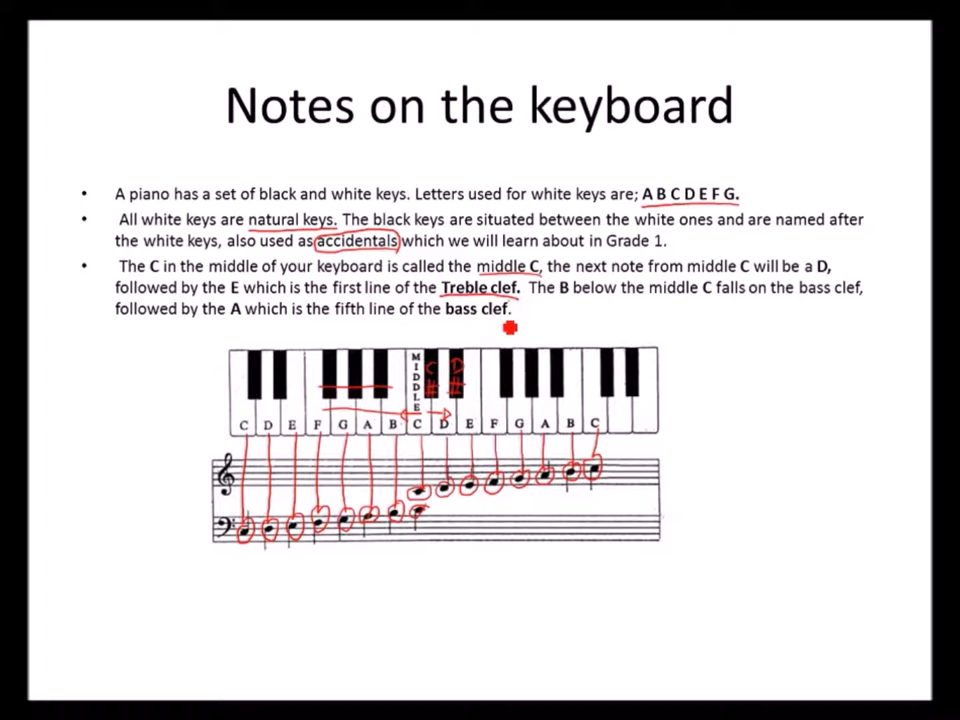 Notes on the keyboard
• A piano has a set of black and white keys. Letters used for white keys are; A B C D E F G.
• All white keys are natural keys. The black keys are situated between the white ones and are named after
the white keys, also used as accidentals which we will learn about in Grade 1.
• The C in the middle of your keyboard is called the middle C, the next note from middle C will be a D,
followed by the E which is the first line of the Treble clef. The B below the middle C falls on the bass clef,
followed by the A which is the fifth line of the bass clef.
MIDDLE
C# D#
C D E F G A B C D E F G A B C